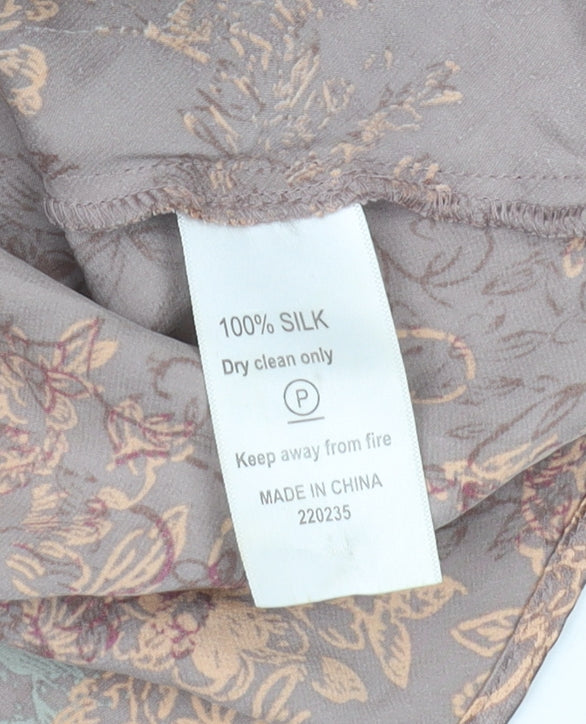 100% SILK
Dry clean only
P
Keep away from fire
MADE IN CHINA
220235